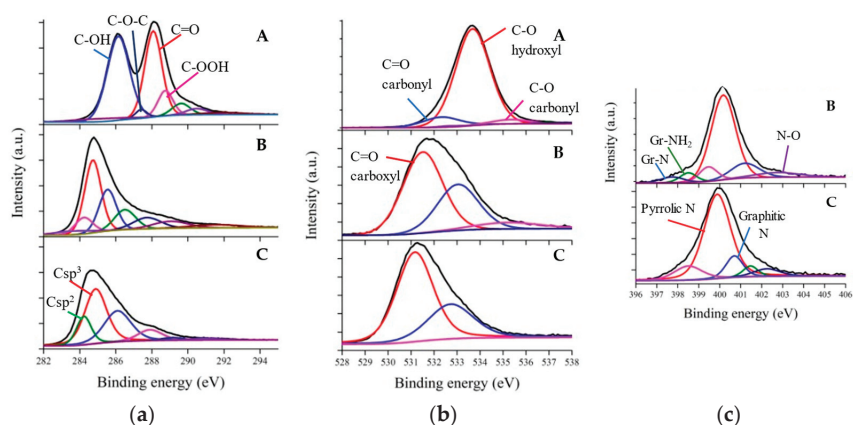 C-O-C
A
C=O
C-OH
C-OOH
B
C
Csp3
Csp2
Intensity (a.u.)
282 284 286 288 290 292 294
Binding energy (eV)
(a)
A
C-O
hydroxyl
C=O
carbonyl
C-O
carbonyl
B
C=O
carboxyl
C
Intensity (a.u.)
528 529 530 531 532 533 534 535 536 537 538
Binding energy (eV)
(b)
B
Gr-NH2
Gr-N
N-O
C
Pyrrolic N
Graphitic
N
Intensity (a.u.)
396 397 398 399 400 401 402 403 404 405 406
Binding energy (eV)
(c)